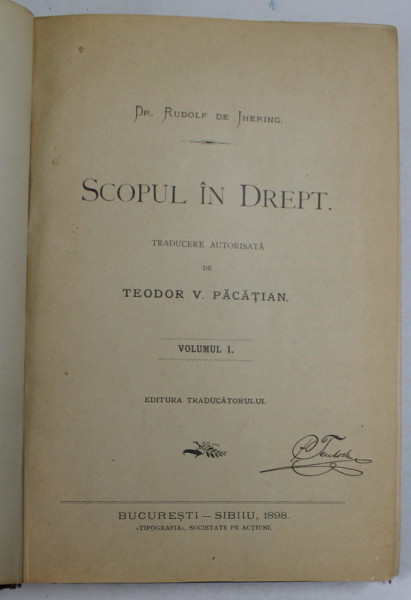 Dr. Rudolf de Jhering.
Scopul în Drept.
TRADUCERE AUTORISATĂ
DE
TEODOR V. PĂCĂȚIAN.
VOLUMUL I.
EDITURA TRADUCĂTORULUI.
BUCUREȘTI — SIBIIU, 1898.
«TIPOGRAFIA», SOCIETATE PE ACȚIUNI.